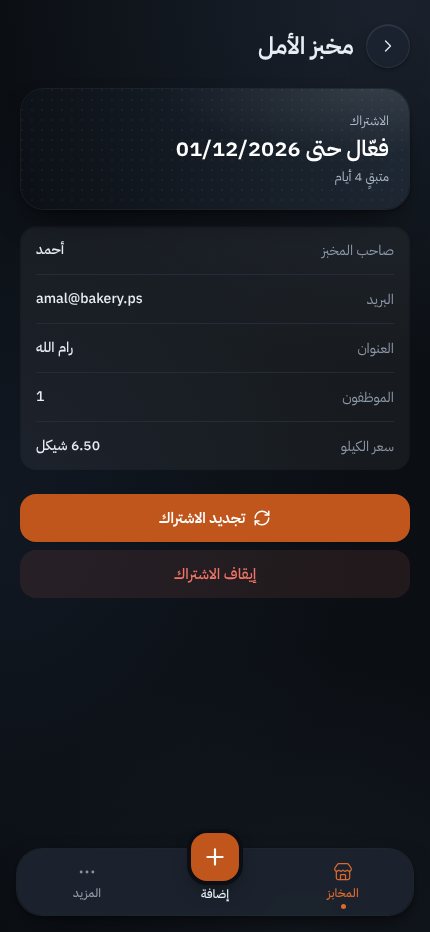 مخبز الأمل
الاشتراك
فعّال حتى 01/12/2026
متبقٍ 4 أيام
صاحب المخبز أحمد
البريد amal@bakery.ps
العنوان رام الله
الموظفون 1
سعر الكيلو 6.50 شيكل
تجديد الاشتراك
إيقاف الاشتراك
المخابز
إضافة
المزيد